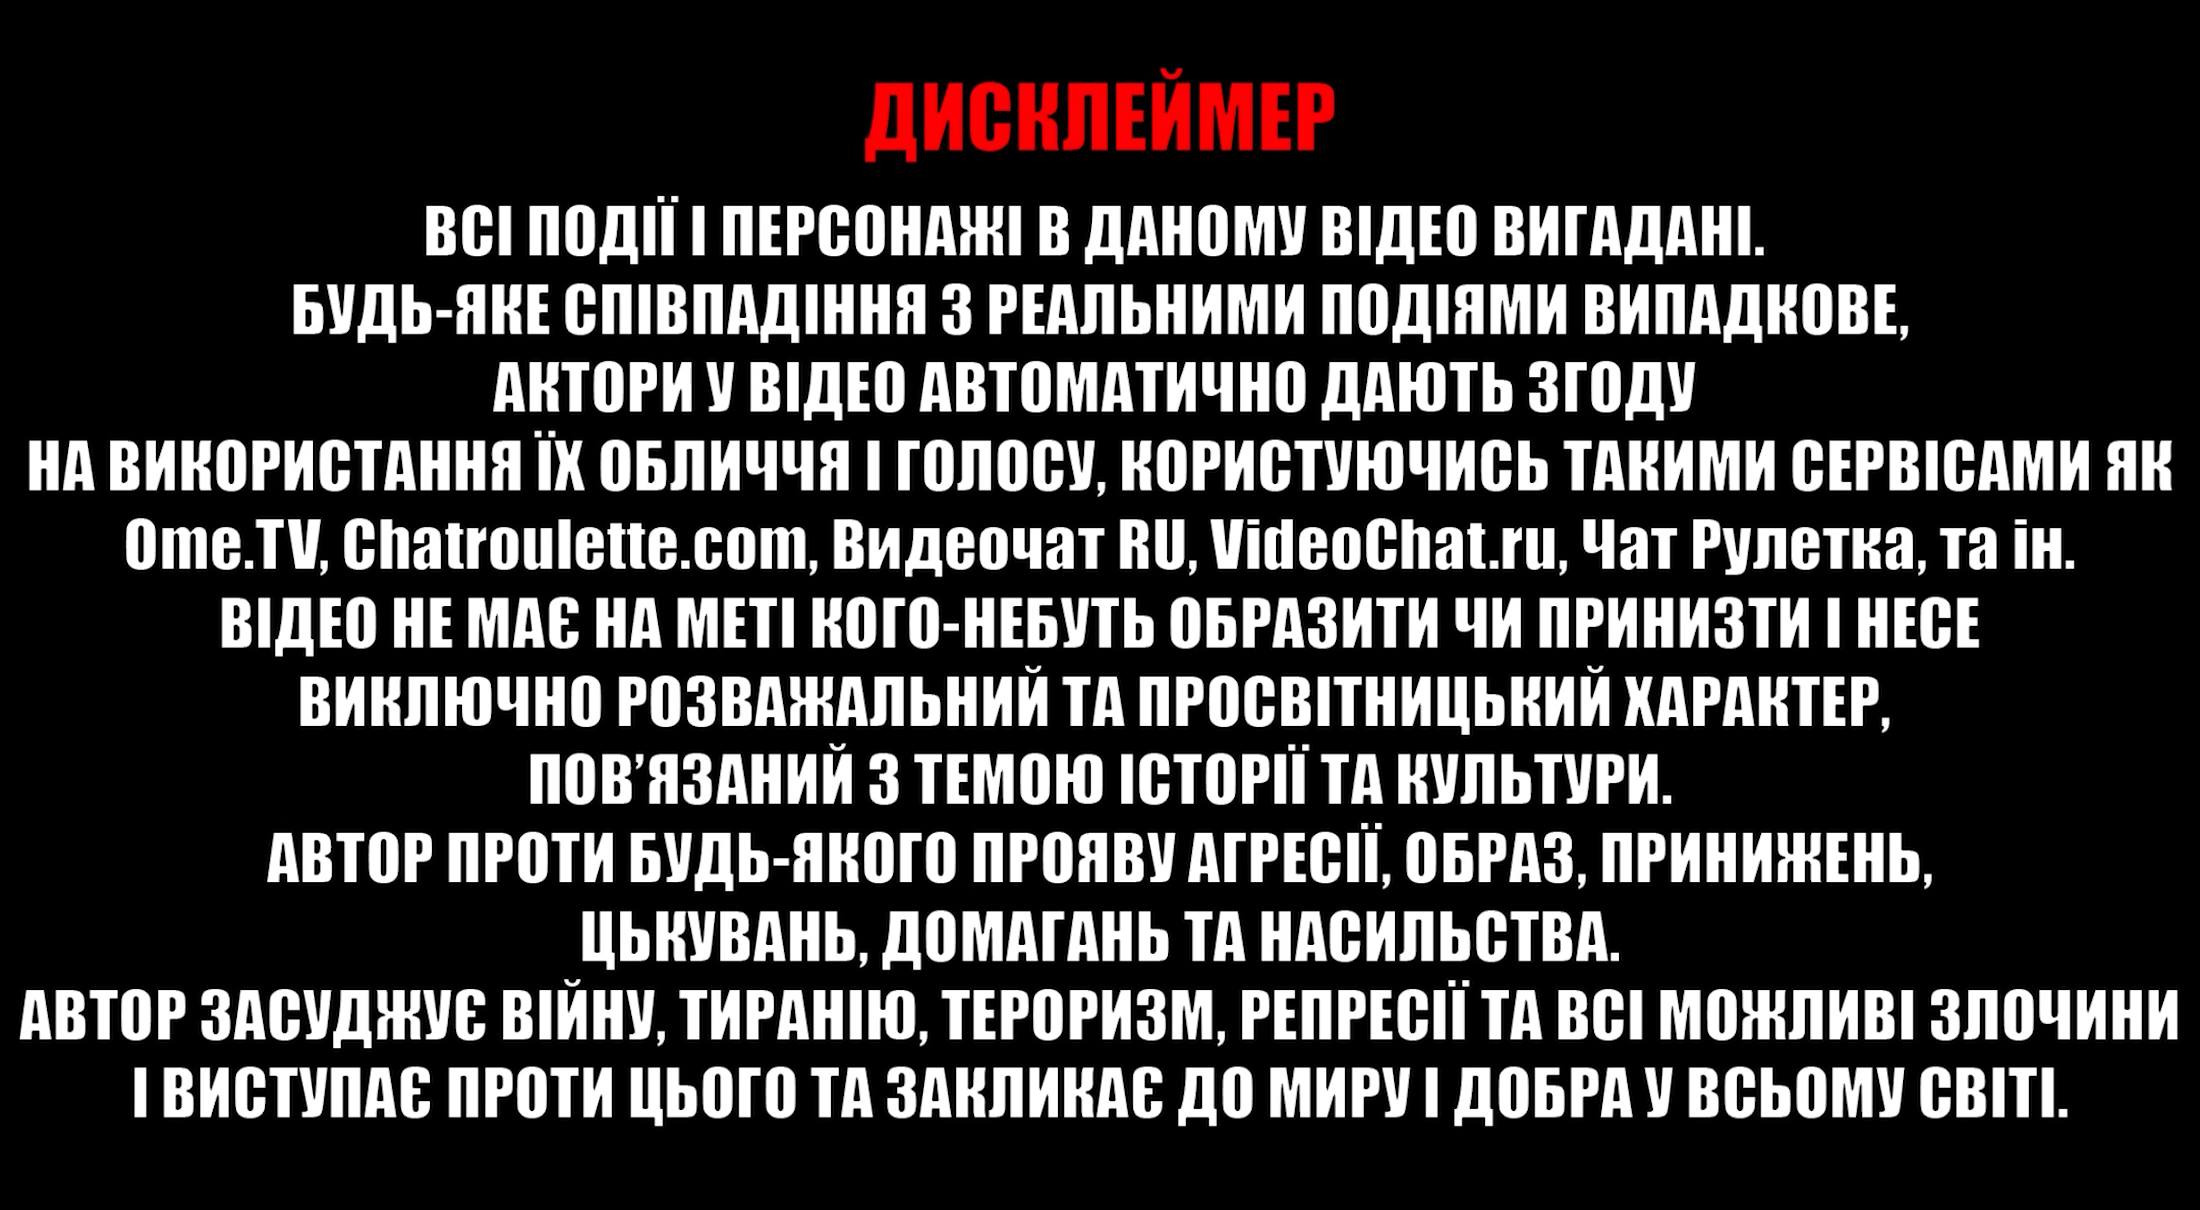 ДИСКЛЕЙМЕР
ВСІ ПОДІЇ І ПЕРСОНАЖІ В ДАНОМУ ВІДЕО ВИГАДАНІ.
БУДЬ-ЯКЕ СПІВПАДІННЯ З РЕАЛЬНИМИ ПОДІЯМИ ВИПАДКОВЕ,
АКТОРИ У ВІДЕО АВТОМАТИЧНО ДАЮТЬ ЗГОДУ
НА ВИКОРИСТАННЯ ЇХ ОБЛИЧЧЯ І ГОЛОСУ, КОРИСТУЮЧИСЬ ТАКИМИ СЕРВІСАМИ ЯК
Ome.TV, Chatroulette.com, Видеочат RU, VideoChat.ru, Чат Рулетка, та ін.
ВІДЕО НЕ МАЄ НА МЕТІ КОГО-НЕБУТЬ ОБРАЗИТИ ЧИ ПРИНИЗТИ І НЕСЕ
ВИКЛЮЧНО РОЗВАЖАЛЬНИЙ ТА ПРОСВІТНИЦЬКИЙ ХАРАКТЕР,
ПОВ’ЯЗАНИЙ З ТЕМОЮ ІСТОРІЇ ТА КУЛЬТУРИ.
АВТОР ПРОТИ БУДЬ-ЯКОГО ПРОЯВУ АГРЕСІЇ, ОБРАЗ, ПРИНИЖЕНЬ,
ЦЬКУВАНЬ, ДОМАГАНЬ ТА НАСИЛЬСТВА.
АВТОР ЗАСУДЖУЄ ВІЙНУ, ТИРАНІЮ, ТЕРОРИЗМ, РЕПРЕСІЇ ТА ВСІ МОЖЛИВІ ЗЛОЧИНИ
І ВИСТУПАЄ ПРОТИ ЦЬОГО ТА ЗАКЛИКАЄ ДО МИРУ І ДОБРА У ВСЬОМУ СВІТІ.